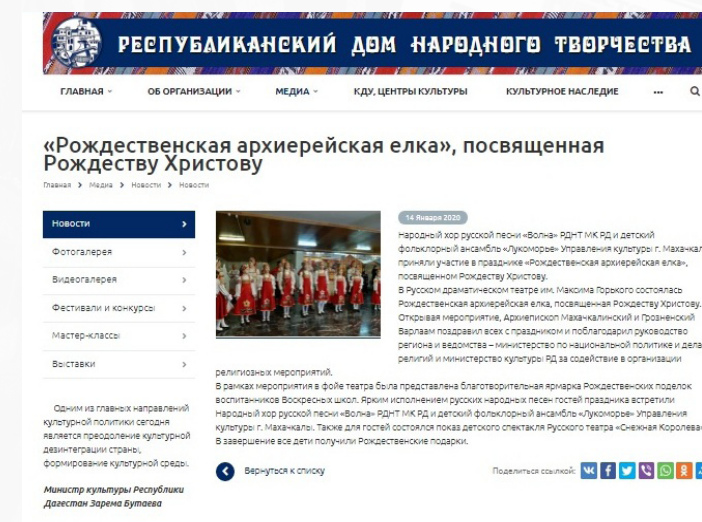 РЕСПУБЛИКАНСКИЙ ДОМ НАРОДНОГО ТВОРЧЕСТВА
ГЛАВНАЯ ОБ ОРГАНИЗАЦИИ МЕДИА КДУ, ЦЕНТРЫ КУЛЬТУРЫ КУЛЬТУРНОЕ НАСЛЕДИЕ ...
«Рождественская архиерейская елка», посвященная
Рождеству Христову
Главная > Медиа > Новости > Новости
Новости
Фотогалерея
Видеогалерея
Фестивали и конкурсы
Мастер-классы
Выставки
Одним из главных направлений
культурной политики сегодня
является преодоление культурной
дезинтеграции страны,
формирование культурной среды.
Министр культуры Республики
Дагестан Зарема Бутаева
14 Января 2020
Народный хор русской песни «Волна» РДНТ МК РД и детский
фольклорный ансамбль «Лукоморье» Управления культуры г. Махачкал
приняли участие в празднике «Рождественская архиерейская елка»,
посвященном Рождеству Христову.
В Русском драматическом театре им. Максима Горького состоялась
Рождественская архиерейская елка, посвященная Рождеству Христову.
Открывая мероприятие, Архиепископ Махачкалинский и Грозненский
Варлаам поздравил всех с праздником и поблагодарил руководство
региона и ведомства – министерство по национальной политике и дела
религий и министерство культуры РД за содействие в организации
религиозных мероприятий.
В рамках мероприятия в фойе театра была представлена благотворительная ярмарка Рождественских поделок
воспитанников Воскресных школ. Ярким исполнением русских народных песен гостей праздника встретили
Народный хор русской песни «Волна» РДНТ МК РД и детский фольклорный ансамбль «Лукоморье» Управления
культуры г. Махачкалы. Также для гостей состоялся показ детского спектакля Русского театра «Снежная Королева
В завершение все дети получили Рождественские подарки.
Вернуться к списку
Поделиться ссылкой: